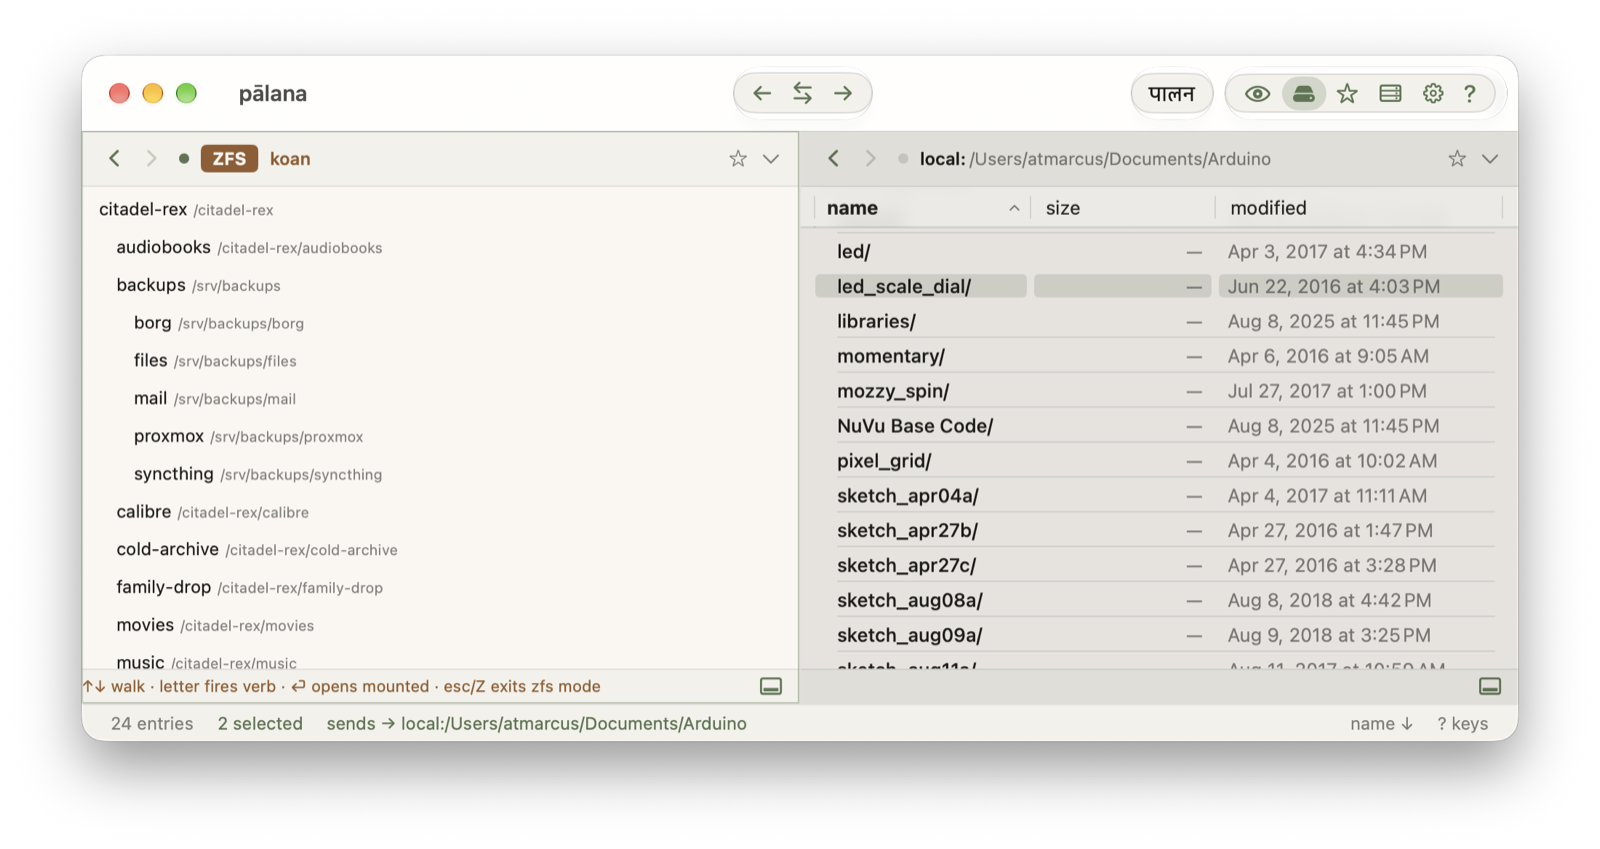 pālana
पालन
?
ZFS koan
citadel-rex /citadel-rex
audiobooks /citadel-rex/audiobooks
backups /srv/backups
borg /srv/backups/borg
files /srv/backups/files
mail /srv/backups/mail
proxmox /srv/backups/proxmox
syncthing /srv/backups/syncthing
calibre /citadel-rex/calibre
cold-archive /citadel-rex/cold-archive
family-drop /citadel-rex/family-drop
movies /citadel-rex/movies
music /citadel-rex/music
↑↓ walk · letter fires verb · ⏎ opens mounted · esc/Z exits zfs mode
local: /Users/atmarcus/Documents/Arduino
name size modified
led/ — Apr 3, 2017 at 4:34 PM
led_scale_dial/ — Jun 22, 2016 at 4:03 PM
libraries/ — Aug 8, 2025 at 11:45 PM
momentary/ — Apr 6, 2016 at 9:05 AM
mozzy_spin/ — Jul 27, 2017 at 1:00 PM
NuVu Base Code/ — Aug 8, 2025 at 11:45 PM
pixel_grid/ — Apr 4, 2016 at 10:02 AM
sketch_apr04a/ — Apr 4, 2017 at 11:11 AM
sketch_apr27b/ — Apr 27, 2016 at 1:47 PM
sketch_apr27c/ — Apr 27, 2016 at 3:28 PM
sketch_aug08a/ — Aug 8, 2018 at 4:42 PM
sketch_aug09a/ — Aug 9, 2018 at 3:25 PM
24 entries 2 selected sends → local:/Users/atmarcus/Documents/Arduino
name ↓ ? keys